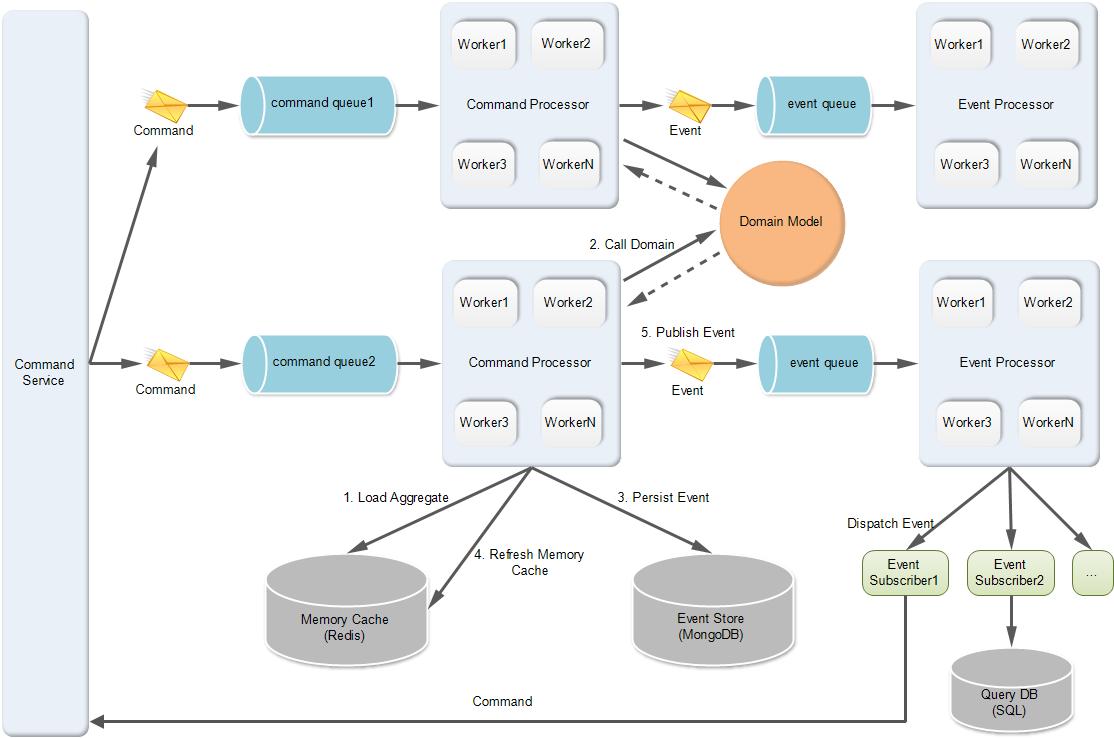 Worker1
Worker2
Command Processor
Worker3
WorkerN
Worker1
Worker2
Event Processor
Worker3
WorkerN
Command
command queue1
Event
event queue
Domain Model
2. Call Domain
Command
Service
Command
command queue2
Worker1
Worker2
Command Processor
Worker3
WorkerN
5. Publish Event
Event
event queue
Worker1
Worker2
Event Processor
Worker3
WorkerN
1. Load Aggregate
3. Persist Event
4. Refresh Memory
Cache
Memory Cache
(Redis)
Event Store
(MongoDB)
Dispatch Event
Event
Subscriber1
Event
Subscriber2
...
Query DB
(SQL)
Command